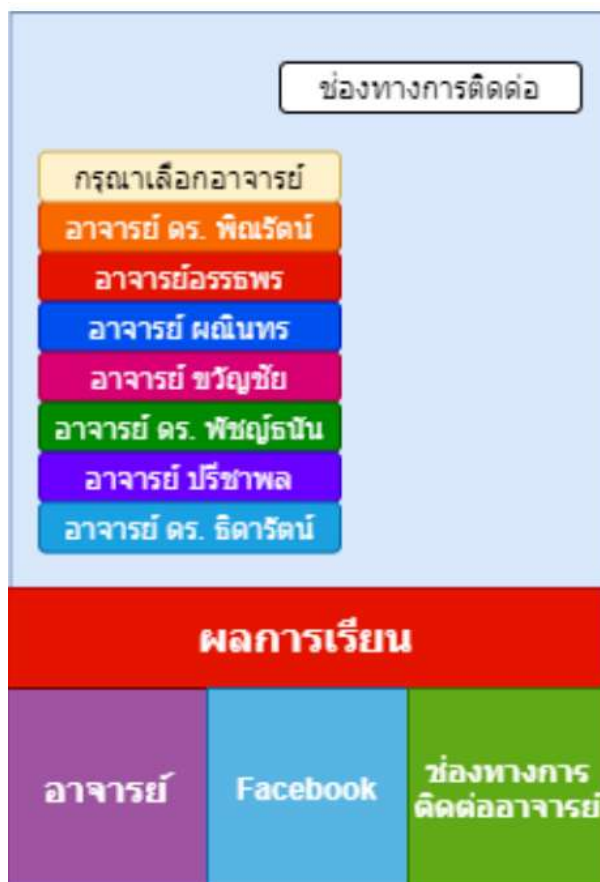 ช่องทางการติดต่อ
กรุณาเลือกอาจารย์
อาจารย์ ดร. พิณรัตน์
อาจารย์อรรถพร
อาจารย์ ผณินทร
อาจารย์ ขวัญชัย
อาจารย์ ดร. พัชญ์ธนัน
อาจารย์ ปรีชาพล
อาจารย์ ดร. ธิดารัตน์
ผลการเรียน
อาจารย์
Facebook
ช่องทางการ
ติดต่ออาจารย์